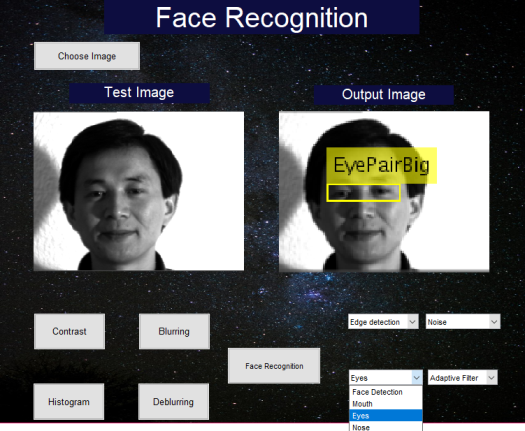 Face Recognition
Choose Image
Test Image
Output Image
EyePairBig
Contrast
Blurring
Edge detection
Noise
Face Recognition
Eyes
Adaptive Filter
Face Detection
Mouth
Eyes
Nose
Histogram
Deblurring